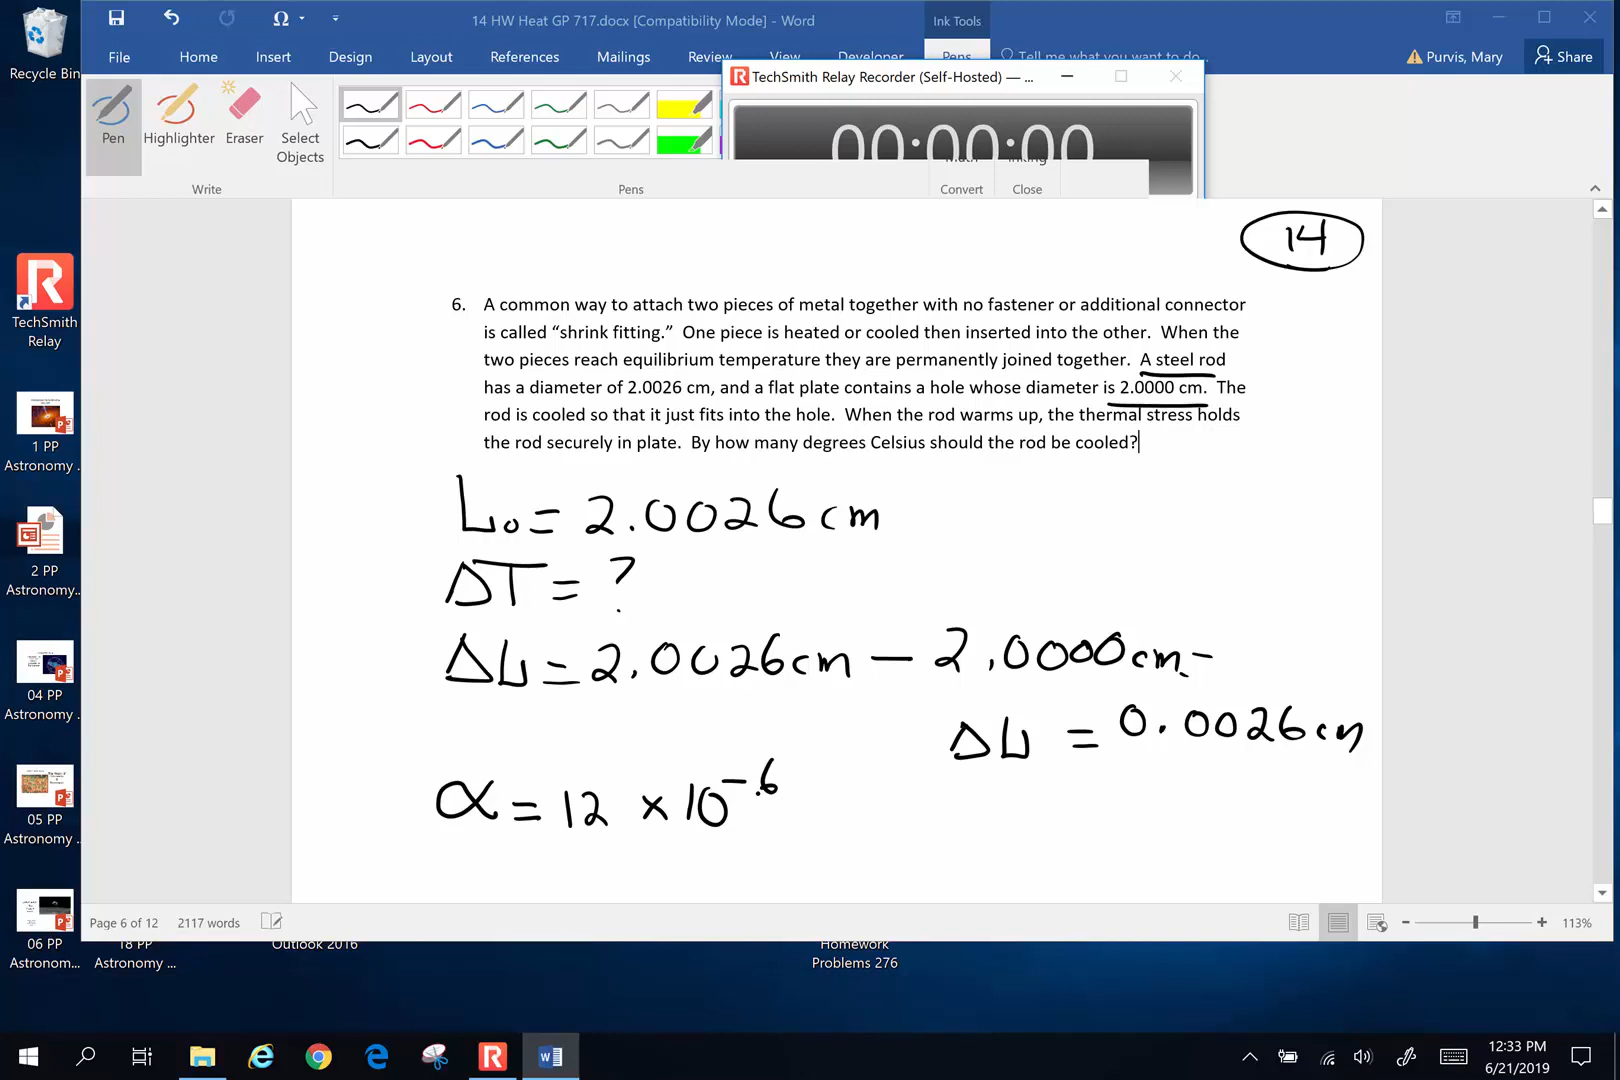 Recycle Bin
14 HW Heat GP 717.docx [Compatibility Mode] - Word
Ink Tools
File
Home
Insert
Design
Layout
References
Mailings
Review
View
Developer
Pens
Tell me what you want to do...
Purvis, Mary
Share
TechSmith Relay Recorder (Self-Hosted) — ...
00:00:00
Pen
Highlighter
Eraser
Select
Objects
Write
Pens
Convert
Close
TechSmith
Relay
1 PP
Astronomy ...
2 PP
Astronomy...
04 PP
Astronomy ...
05 PP
Astronomy ...
06 PP
Astronom...
18 PP
Astronomy ...
14
6. A common way to attach two pieces of metal together with no fastener or additional connector
is called “shrink fitting.” One piece is heated or cooled then inserted into the other. When the
two pieces reach equilibrium temperature they are permanently joined together. A steel rod
has a diameter of 2.0026 cm, and a flat plate contains a hole whose diameter is 2.0000 cm. The
rod is cooled so that it just fits into the hole. When the rod warms up, the thermal stress holds
the rod securely in plate. By how many degrees Celsius should the rod be cooled?
L₀ = 2.0026 cm
ΔT = ?
ΔL = 2.0026 cm − 2.0000 cm =
ΔL = 0.0026 cm
α = 12 × 10⁻⁶
Page 6 of 12
2117 words
113%
Outlook 2016
Homework
Problems 276
12:33 PM
6/21/2019